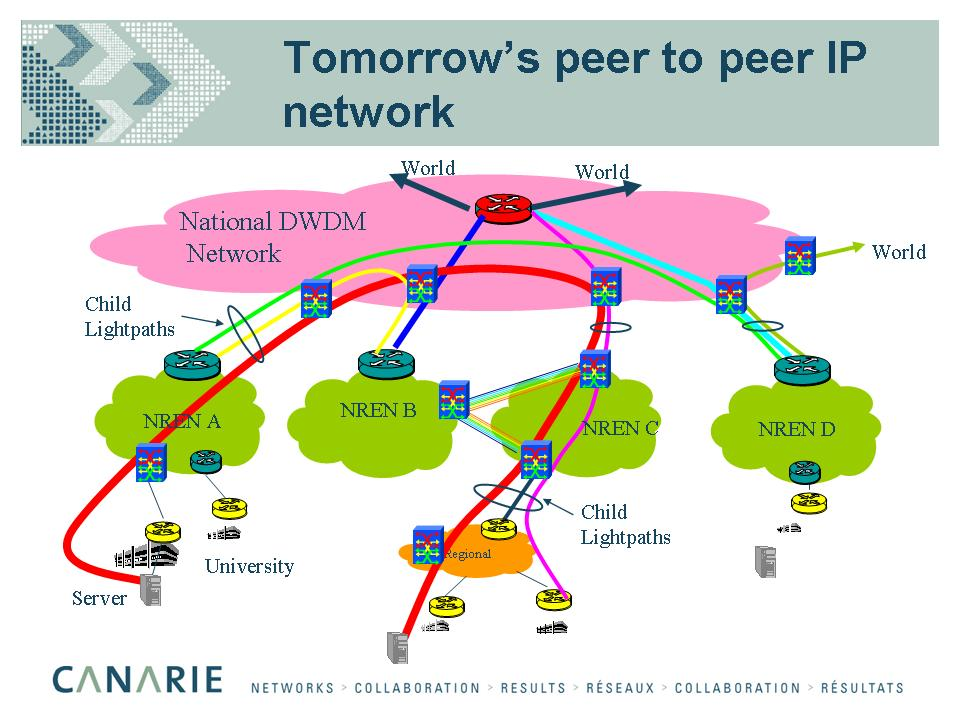 Tomorrow's peer to peer IP
network
World
World
National DWDM
Network
World
Child
Lightpaths
NREN A
NREN B
NREN C
NREN D
Child
Lightpaths
Regional
University
Server
CANARIE
NETWORKS > COLLABORATION > RESULTS > RÉSEAUX > COLLABORATION > RÉSULTATS